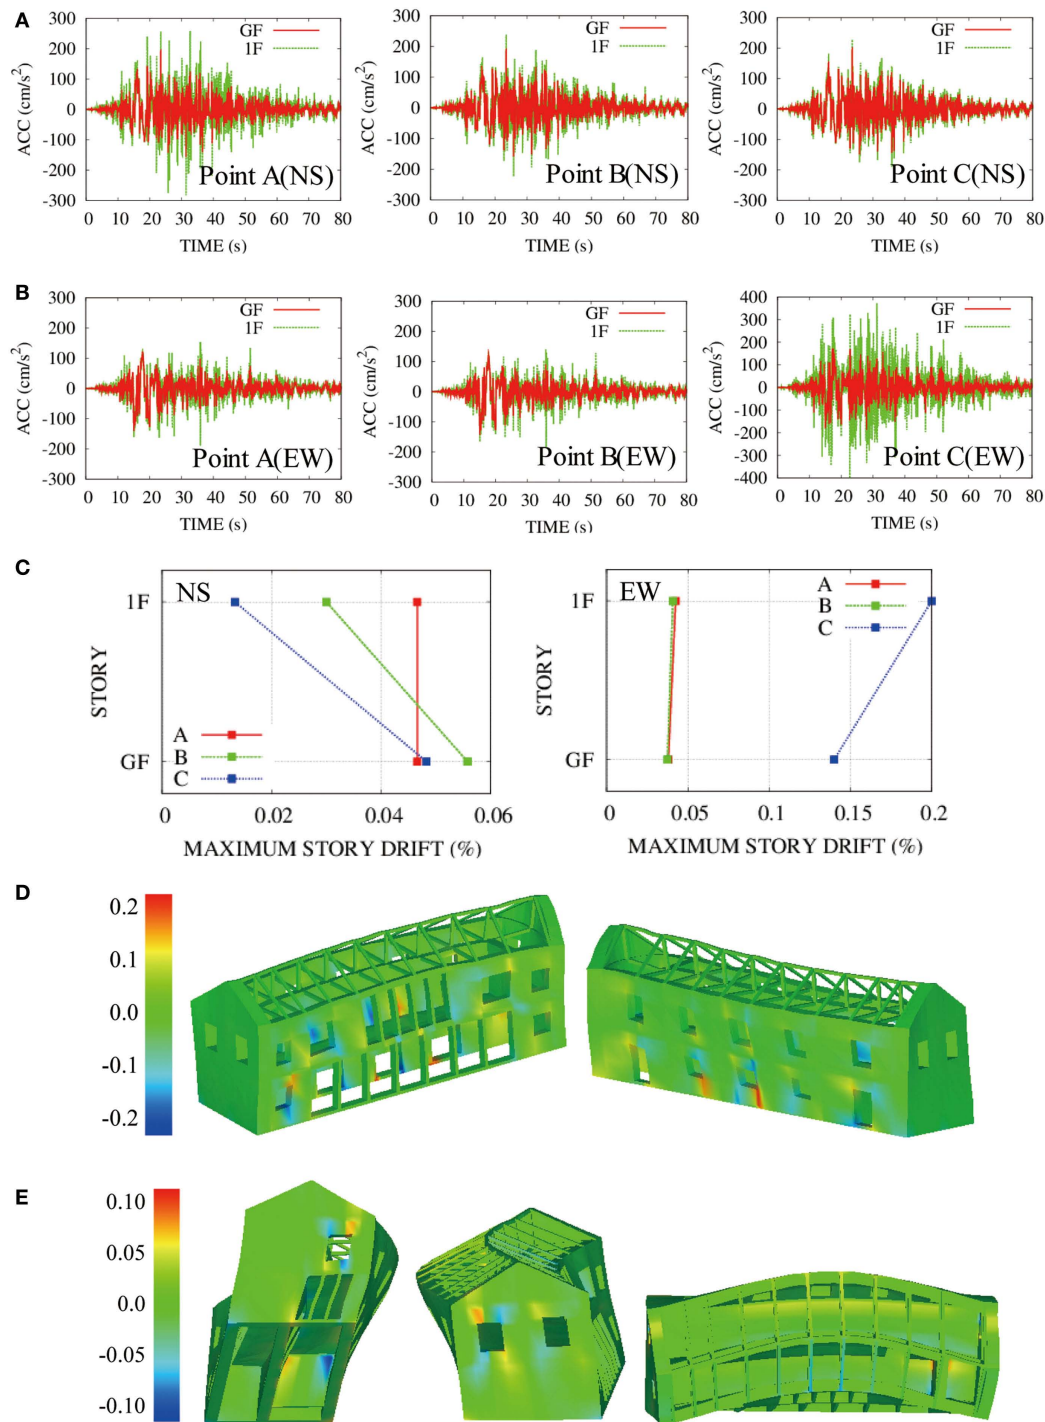 A
300
200
100
0
-100
-200
-300
ACC (cm/s²)
GF
1F
Point A(NS)
0 10 20 30 40 50 60 70 80
TIME (s)
300
200
100
0
-100
-200
-300
ACC (cm/s²)
GF
1F
Point B(NS)
0 10 20 30 40 50 60 70 80
TIME (s)
300
200
100
0
-100
-200
-300
ACC (cm/s²)
GF
1F
Point C(NS)
0 10 20 30 40 50 60 70 80
TIME (s)
B
300
200
100
0
-100
-200
-300
ACC (cm/s²)
GF
1F
Point A(EW)
0 10 20 30 40 50 60 70 80
TIME (s)
300
200
100
0
-100
-200
-300
ACC (cm/s²)
GF
1F
Point B(EW)
0 10 20 30 40 50 60 70 80
TIME (s)
400
300
200
100
0
-100
-200
-300
-400
ACC (cm/s²)
GF
1F
Point C(EW)
0 10 20 30 40 50 60 70 80
TIME (s)
C
NS
1F
GF
STORY
A
B
C
0 0.02 0.04 0.06
MAXIMUM STORY DRIFT (%)
EW
1F
GF
STORY
A
B
C
0 0.05 0.1 0.15 0.2
MAXIMUM STORY DRIFT (%)
D
0.2
0.1
0.0
-0.1
-0.2
E
0.10
0.05
0.0
-0.05
-0.10